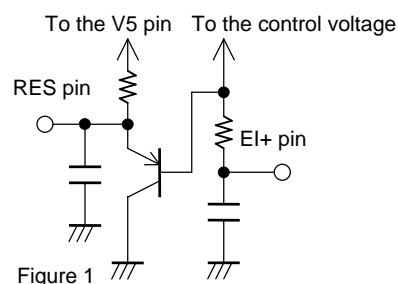 To the V5 pin To the control voltage
RES pin
EI+ pin
Figure 1